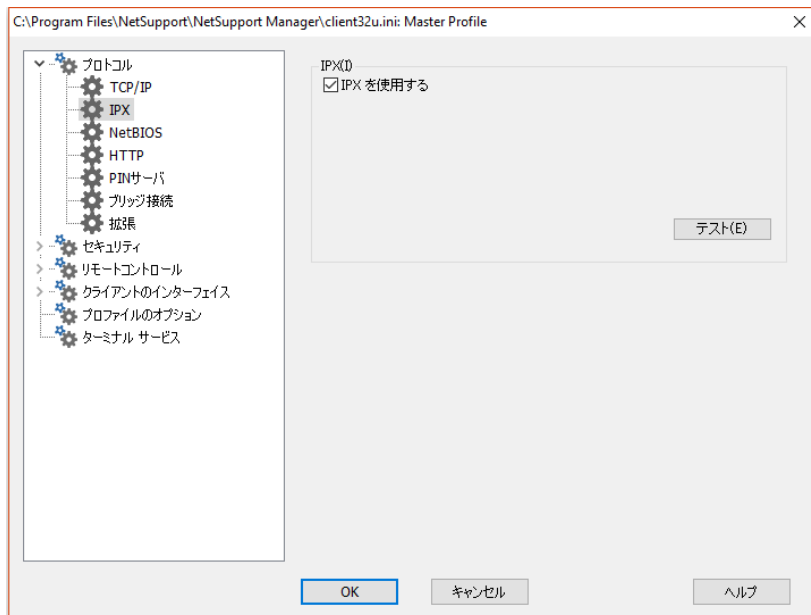 C:\Program Files\NetSupport\NetSupport Manager\client32u.ini: Master Profile
プロトコル
TCP/IP
IPX
NetBIOS
HTTP
PINサーバ
ブリッジ接続
拡張
セキュリティ
リモートコントロール
クライアントのインターフェイス
プロファイルのオプション
ターミナル サービス
IPX(I)
IPX を使用する
テスト(E)
OK
キャンセル
ヘルプ